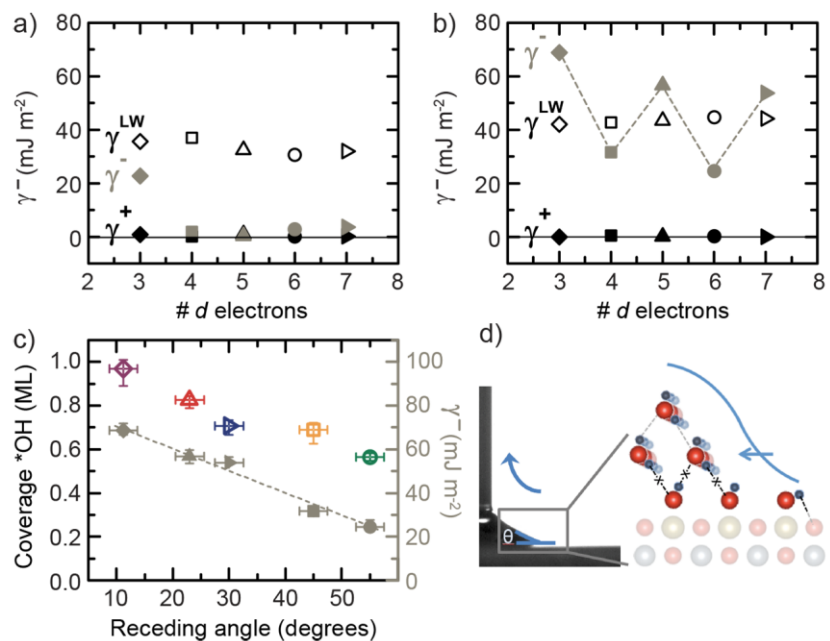 a)
80
60
40
20
0
γ⁻ (mJ m⁻²)
γᴸᵂ
γ⁻
γ⁺
2 3 4 5 6 7 8
# d electrons
b)
80
60
40
20
0
γ⁻ (mJ m⁻²)
γ⁻
γᴸᵂ
γ⁺
2 3 4 5 6 7 8
# d electrons
c)
1.0
0.8
0.6
0.4
0.2
0.0
Coverage *OH (ML)
100
80
60
40
20
0
γ⁻ (mJ m⁻²)
10 20 30 40 50
Receding angle (degrees)
d)
θ